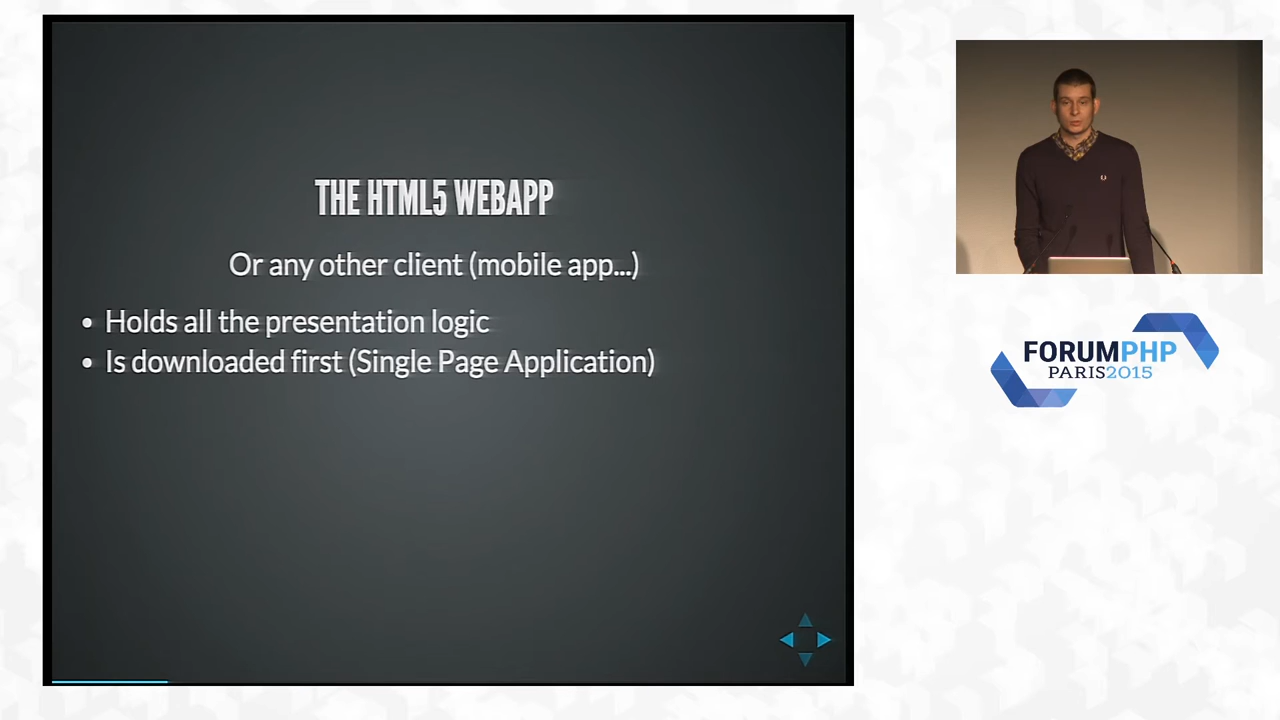 THE HTML5 WEBAPP
Or any other client (mobile app...)
• Holds all the presentation logic
• Is downloaded first (Single Page Application)
FORUMPHP
PARIS2015